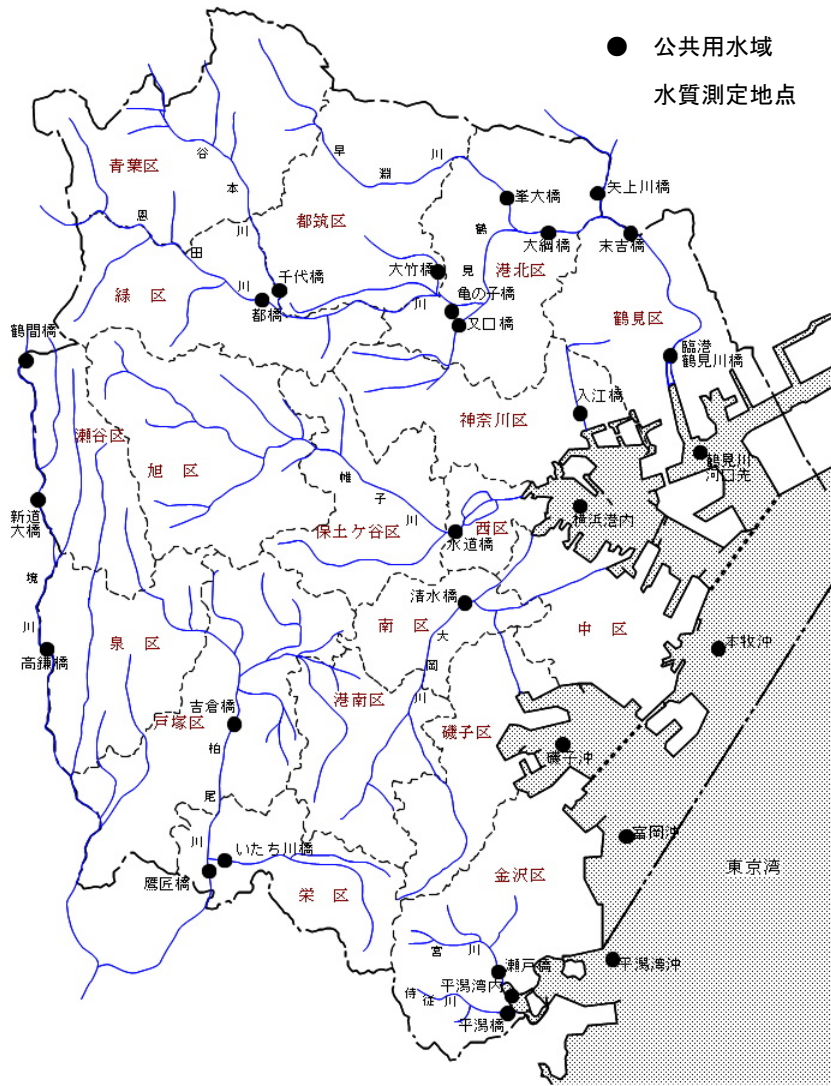 公共用水域
水質測定地点
青葉区
谷本川
早淵川
矢上川橋
峯大橋
恩田川
都筑区
鶴見川
大綱橋
末吉橋
大竹橋
港北区
千代橋
緑 区
都橋
亀の子橋
又口橋
鶴見区
鶴間橋
臨港
鶴見川橋
入江橋
神奈川区
瀬谷区
旭 区
帷子川
鶴見川
河口先
新道
大橋
保土ケ谷区
西区
横浜港内
水道橋
境川
清水橋
南 区
大岡川
中 区
泉 区
高鎌橋
本牧沖
吉倉橋
港南区
戸塚区
磯子区
柏尾川
磯子沖
富岡沖
いたち川橋
東京湾
鷹匠橋
栄 区
金沢区
宮川
瀬戸橋
平潟湾沖
平潟湾内
侍従川
平潟橋